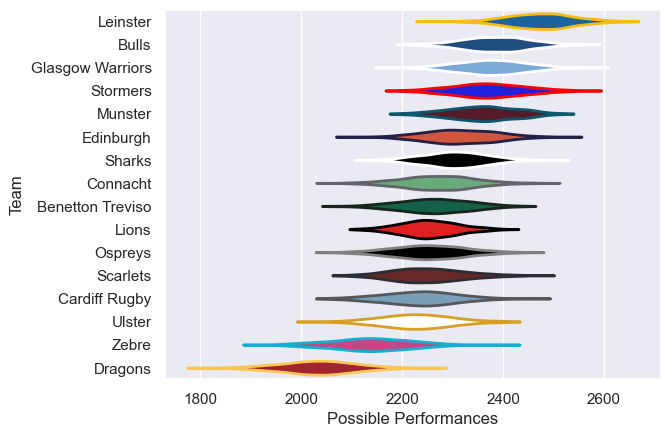 Leinster
Bulls
Glasgow Warriors
Stormers
Munster
Edinburgh
Sharks
Connacht
Benetton Treviso
Lions
Ospreys
Scarlets
Cardiff Rugby
Ulster
Zebre
Dragons
Team
1800 2000 2200 2400 2600
Possible Performances